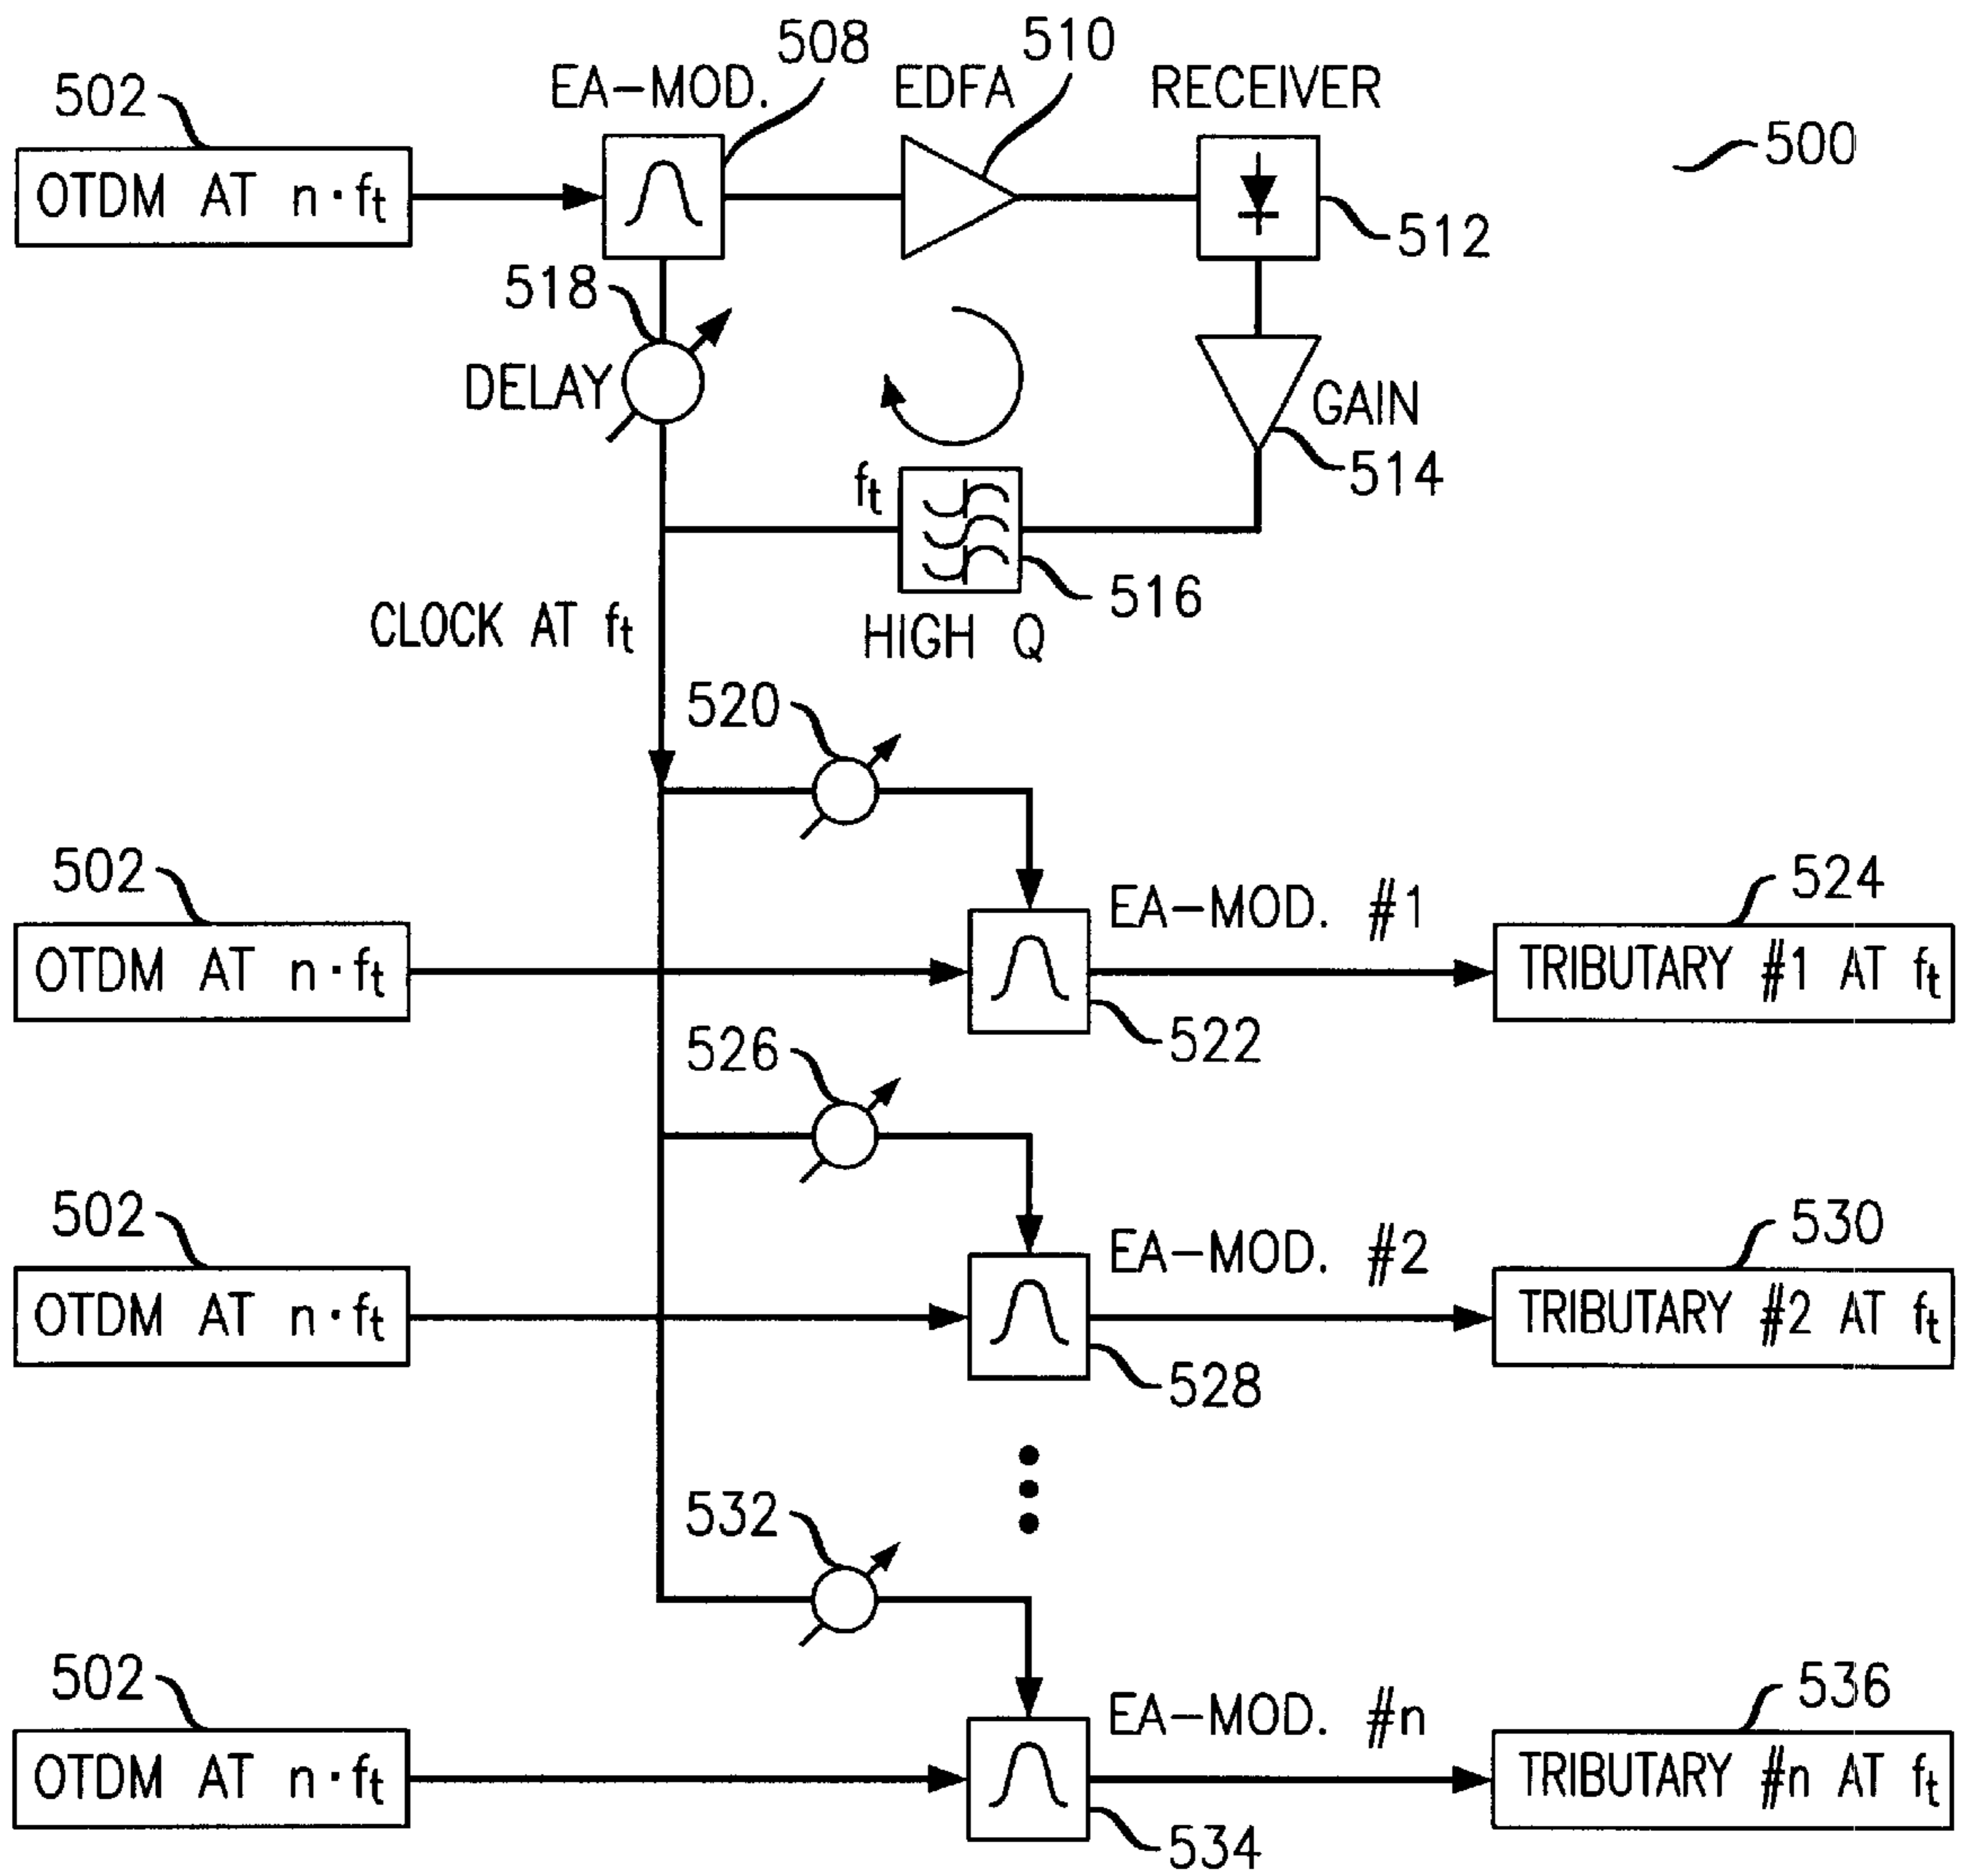 508
510
502
EA-MOD.
EDFA
RECEIVER
500
OTDM AT n·ft
512
518
DELAY
GAIN
514
ft
516
CLOCK AT ft
HIGH Q
520
502
EA-MOD. #1
524
OTDM AT n·ft
TRIBUTARY #1 AT ft
522
526
502
EA-MOD. #2
530
OTDM AT n·ft
TRIBUTARY #2 AT ft
528
532
502
EA-MOD. #n
536
OTDM AT n·ft
TRIBUTARY #n AT ft
534